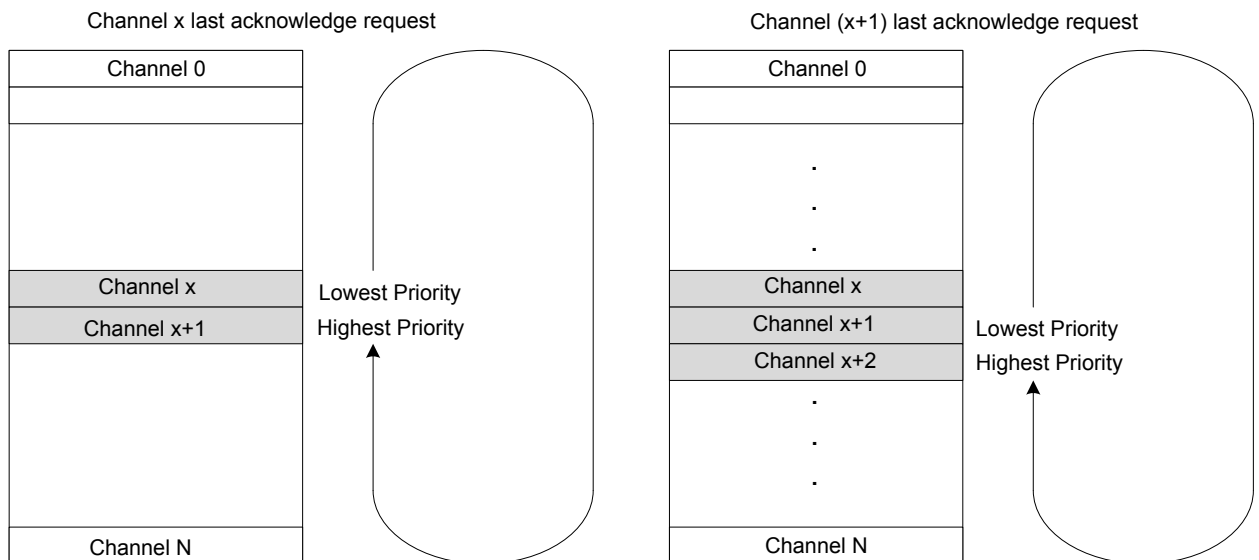 Channel x last acknowledge request
Channel 0
Channel x
Lowest Priority
Channel x+1
Highest Priority
Channel N
Channel (x+1) last acknowledge request
Channel 0
.
.
.
Channel x
Channel x+1
Lowest Priority
Channel x+2
Highest Priority
.
.
.
Channel N